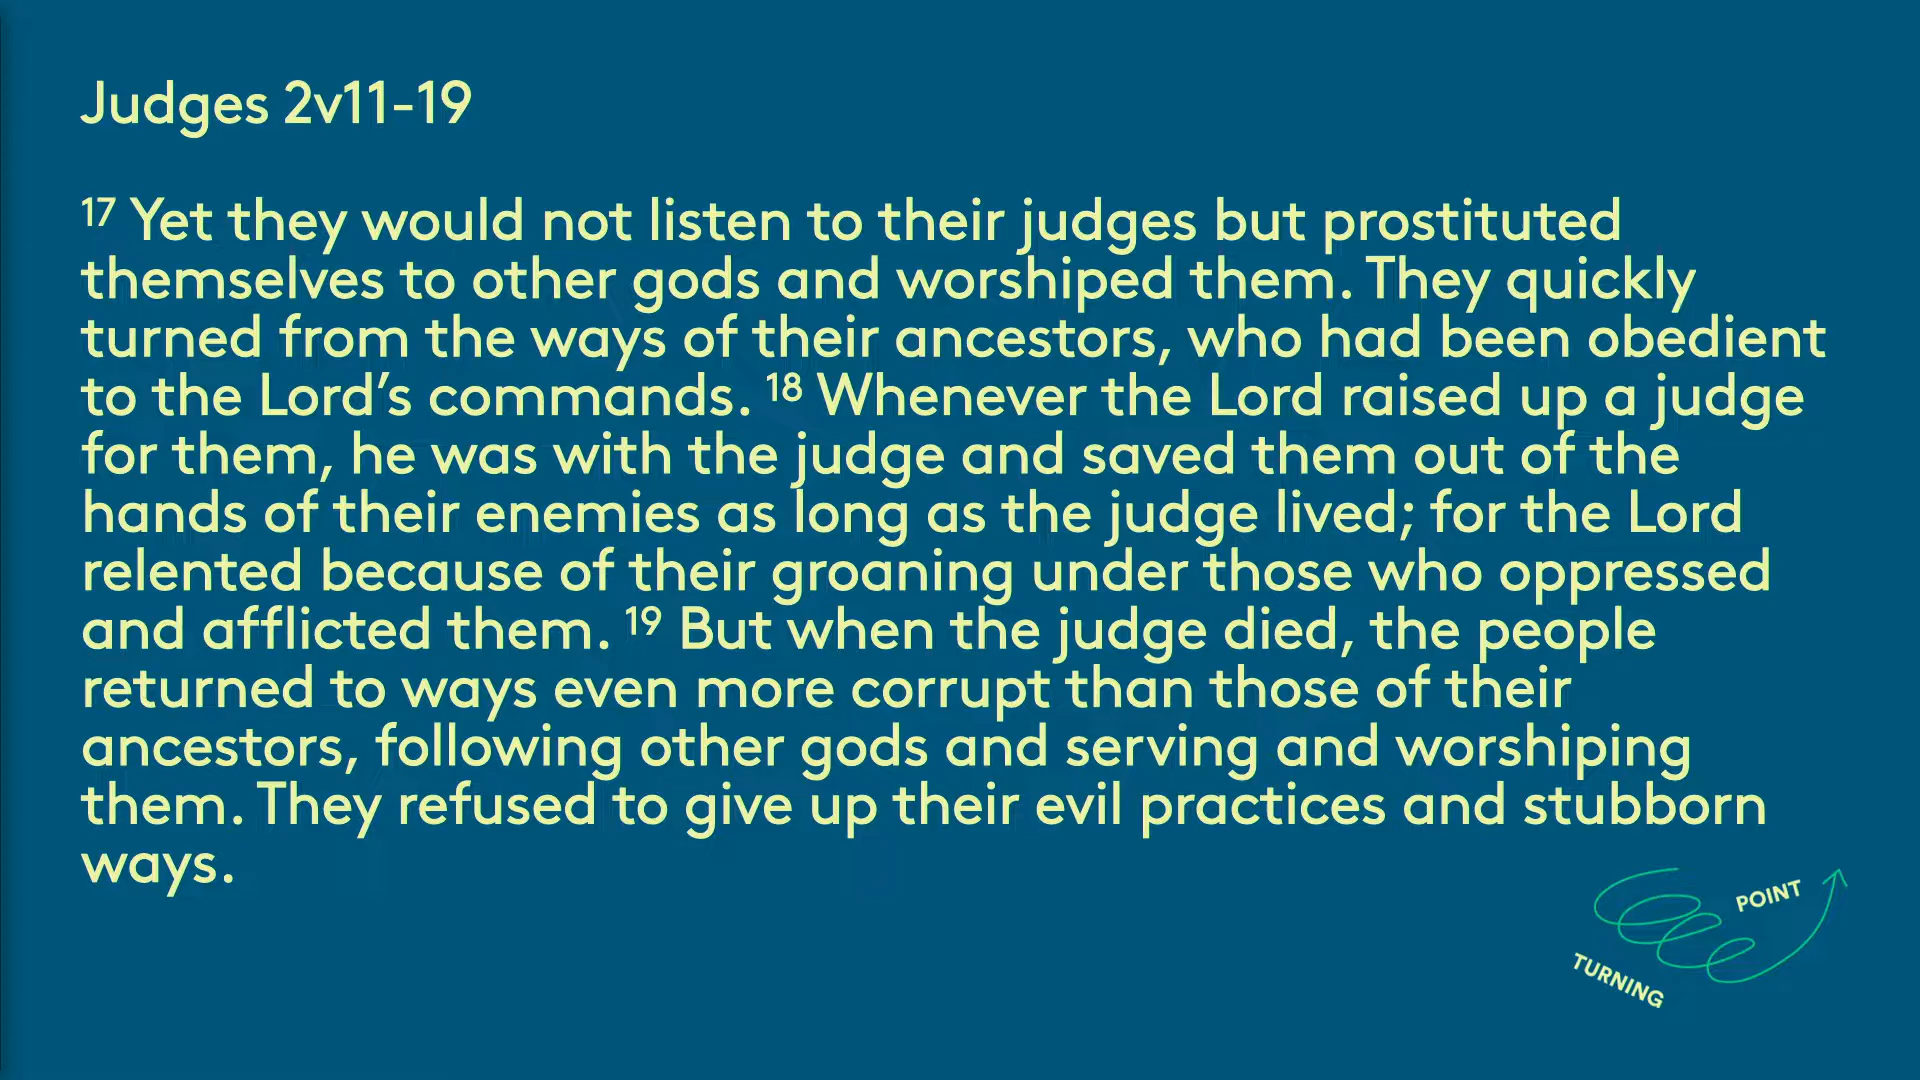 Judges 2v11-19
17 Yet they would not listen to their judges but prostituted
themselves to other gods and worshiped them. They quickly
turned from the ways of their ancestors, who had been obedient
to the Lord’s commands. 18 Whenever the Lord raised up a judge
for them, he was with the judge and saved them out of the
hands of their enemies as long as the judge lived; for the Lord
relented because of their groaning under those who oppressed
and afflicted them. 19 But when the judge died, the people
returned to ways even more corrupt than those of their
ancestors, following other gods and serving and worshiping
them. They refused to give up their evil practices and stubborn
ways.
TURNING
POINT